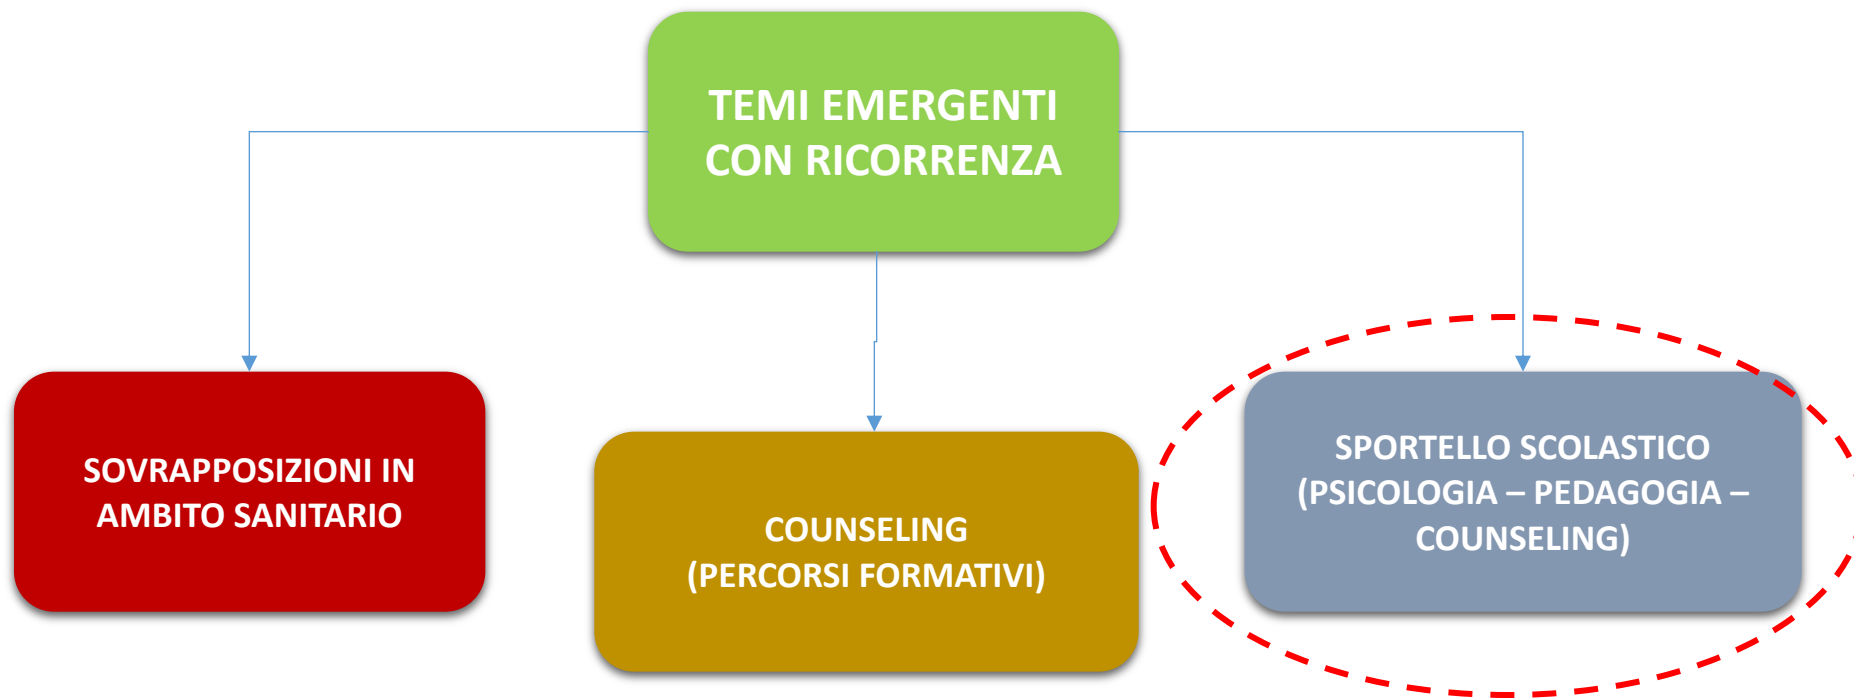 TEMI EMERGENTI
CON RICORRENZA
SOVRAPPOSIZIONI IN
AMBITO SANITARIO
COUNSELING
(PERCORSI FORMATIVI)
SPORTELLO SCOLASTICO
(PSICOLOGIA – PEDAGOGIA –
COUNSELING)